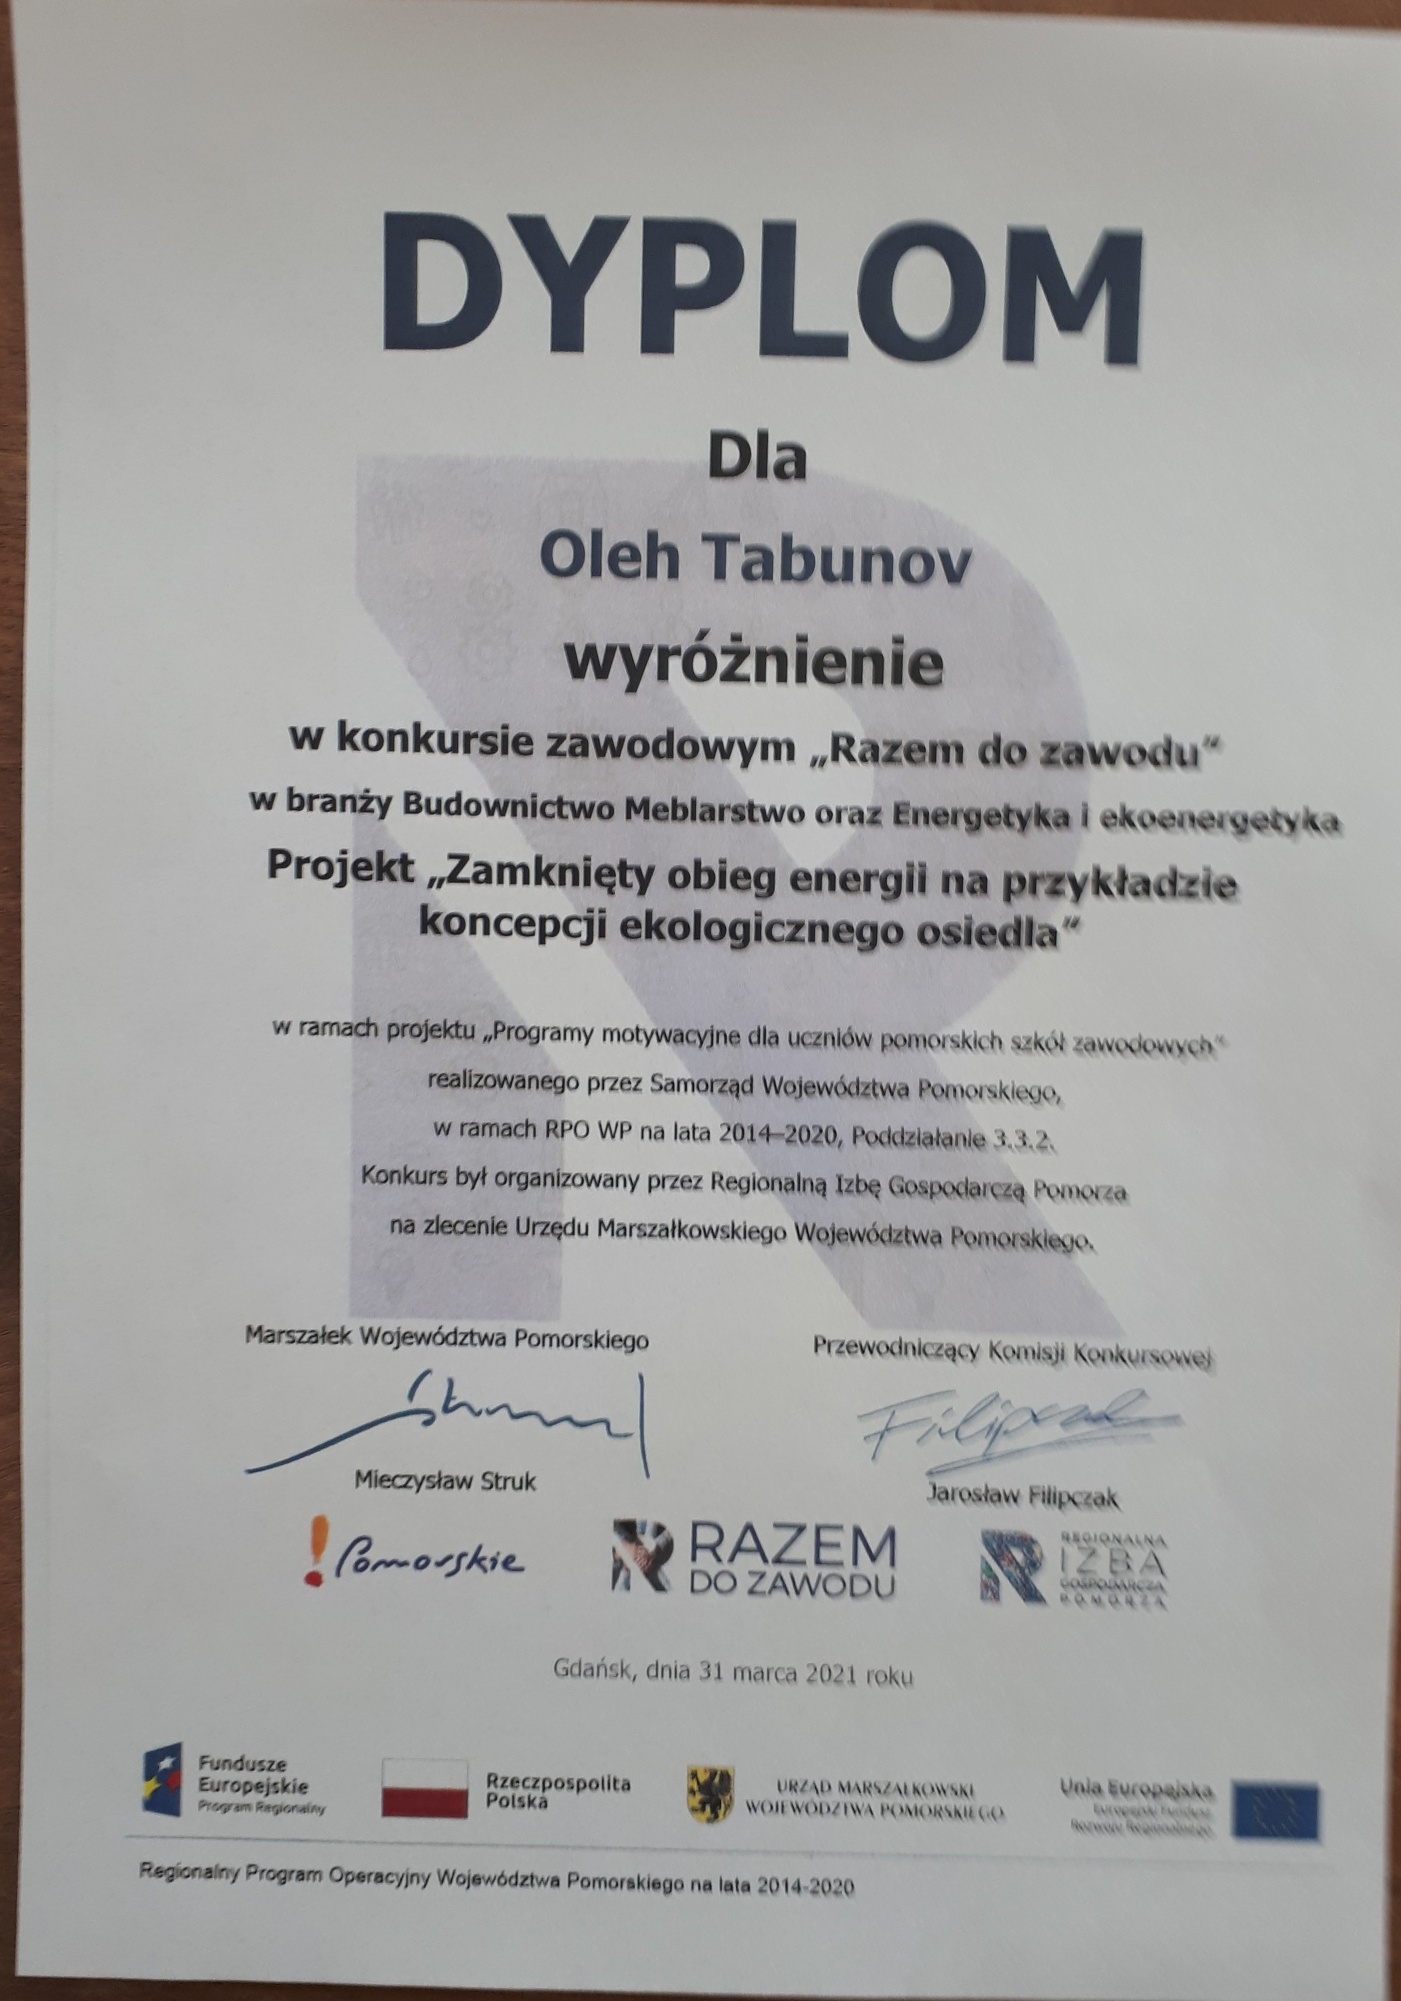 DYPLOM
Dla
Oleh Tabunov
wyróżnienie
w konkursie zawodowym „Razem do zawodu“
w branży Budownictwo Meblarstwo oraz Energetyka i ekoenergetyka
Projekt „Zamknięty obieg energii na przykładzie
koncepcji ekologicznego osiedla“
w ramach projektu „Programy motywacyjne dla uczniów pomorskich szkół zawodowych“
realizowanego przez Samorząd Województwa Pomorskiego,
w ramach RPO WP na lata 2014–2020, Poddziałanie 3.3.2.
Konkurs był organizowany przez Regionalną Izbę Gospodarczą Pomorza
na zlecenie Urzędu Marszałkowskiego Województwa Pomorskiego.
Marszałek Województwa Pomorskiego
Przewodniczący Komisji Konkursowej
Filipczak
Mieczysław Struk
Jarosław Filipczak
Pomorskie
RAZEM
DO ZAWODU
REGIONALNA
IZBA
GOSPODARCZA
POMORZA
Gdańsk, dnia 31 marca 2021 roku
Fundusze
Europejskie
Program Regionalny
Rzeczpospolita
Polska
URZĄD MARSZAŁKOWSKI
WOJEWÓDZTWA POMORSKIEGO
Unia Europejska
Europejski Fundusz
Rozwoju Regionalnego
Regionalny Program Operacyjny Województwa Pomorskiego na lata 2014-2020